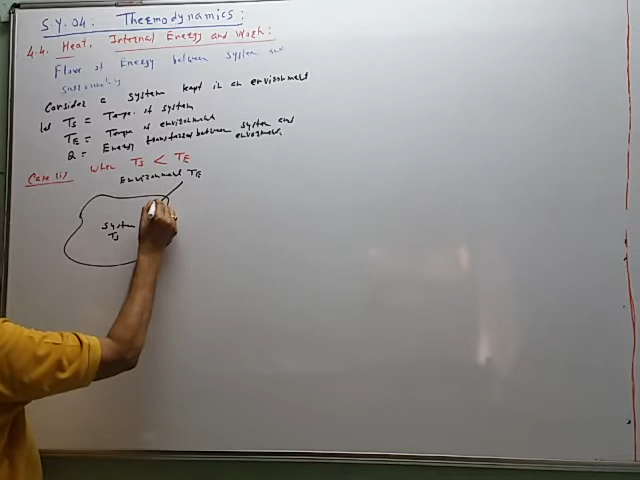 S.Y. 04: Thermodynamics:
4.4. Heat, Internal Energy and Work:
Flow of Energy between system and
surrounding
Consider a system kept in an environment
let Ts = Temp. of system
TE = Temp. of environment
Q = Energy transferred between system and
environment.
Case (i) When Ts < TE
Environment TE
System
Ts